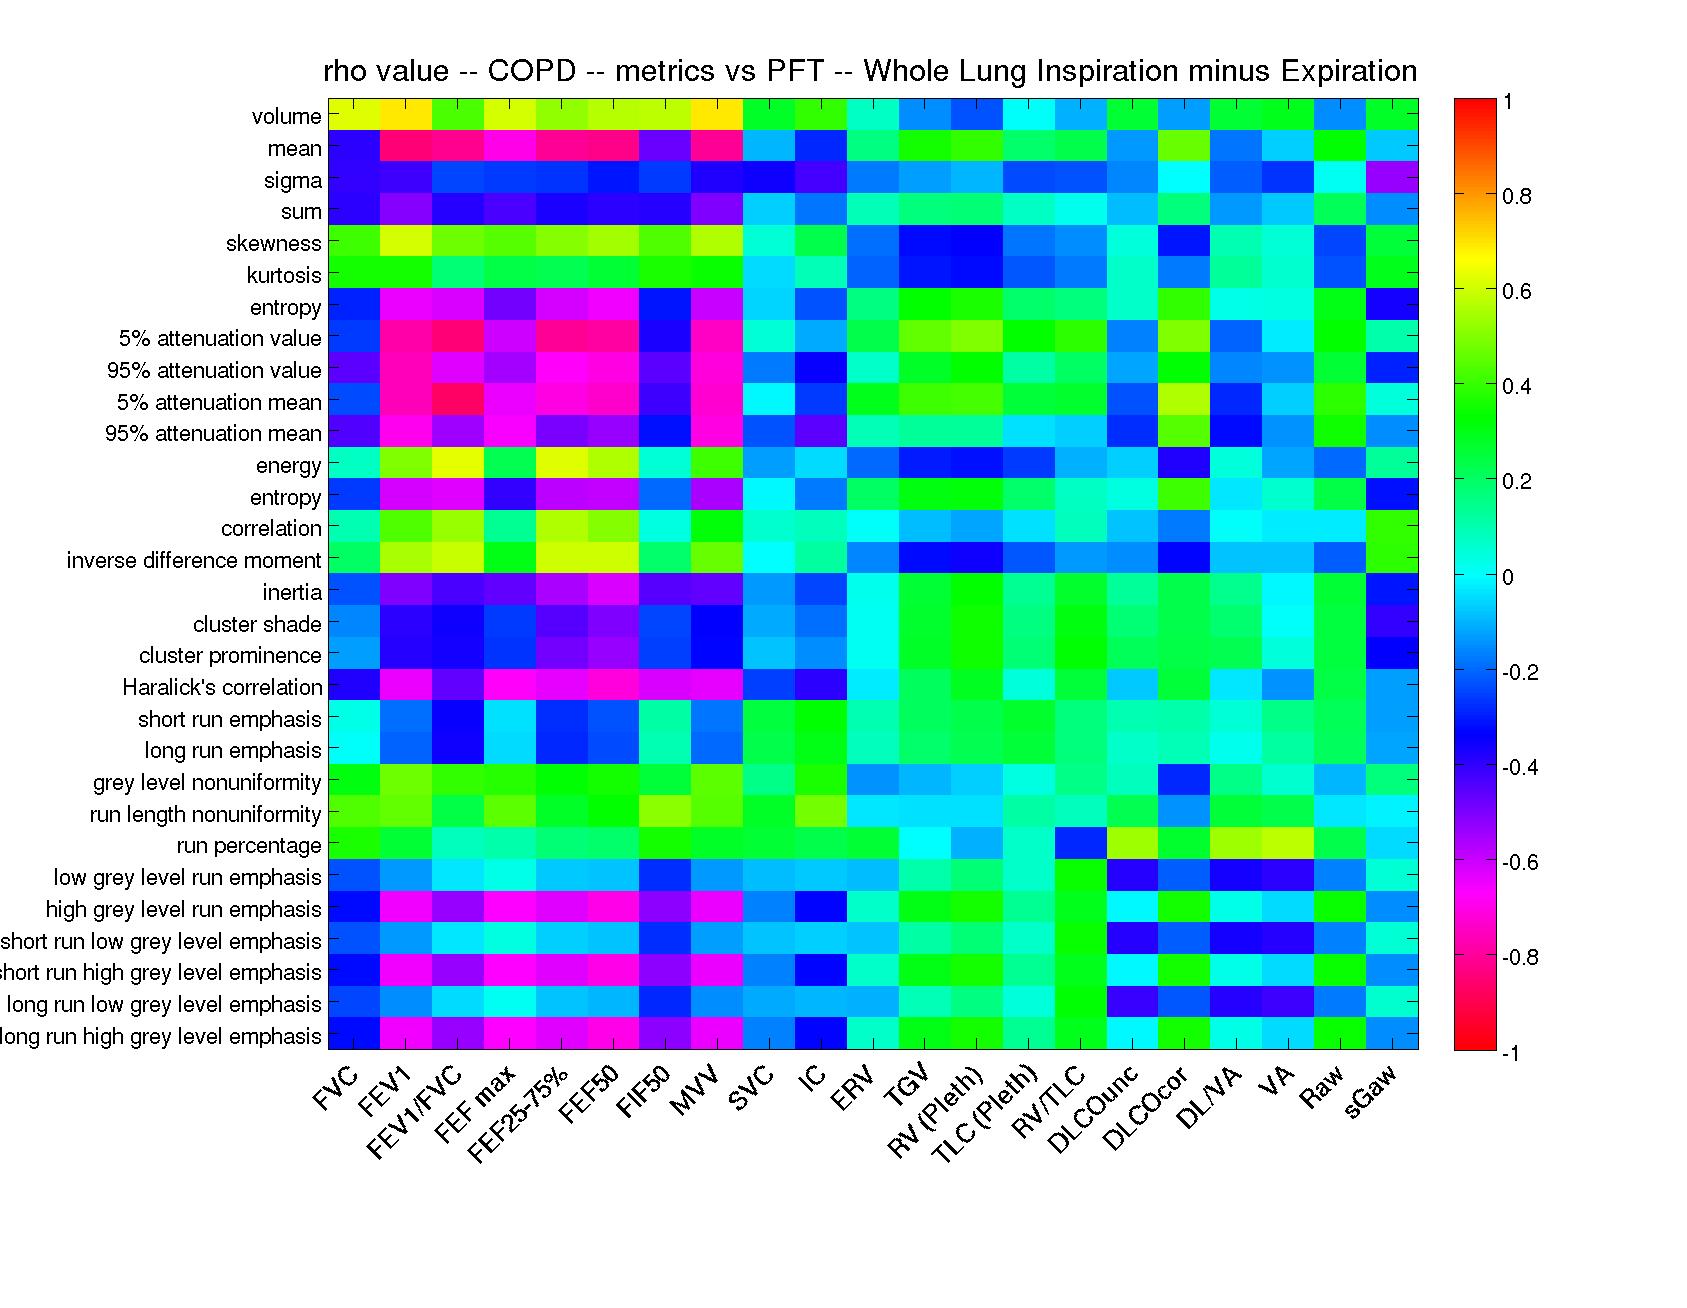 rho value -- COPD -- metrics vs PFT -- Whole Lung Inspiration minus Expiration
volume
mean
sigma
sum
skewness
kurtosis
entropy
5% attenuation value
95% attenuation value
5% attenuation mean
95% attenuation mean
energy
entropy
correlation
inverse difference moment
inertia
cluster shade
cluster prominence
Haralick's correlation
short run emphasis
long run emphasis
grey level nonuniformity
run length nonuniformity
run percentage
low grey level run emphasis
high grey level run emphasis
short run low grey level emphasis
short run high grey level emphasis
long run low grey level emphasis
long run high grey level emphasis
FVC
FEV1
FEV1/FVC
FEF max
FEF25-75%
FEF50
FIF50
MVV
SVC
IC
ERV
TGV
RV (Pleth)
TLC (Pleth)
RV/TLC
DLCOunc
DLCOcor
DL/VA
VA
Raw
sGaw
1
0.8
0.6
0.4
0.2
0
-0.2
-0.4
-0.6
-0.8
-1